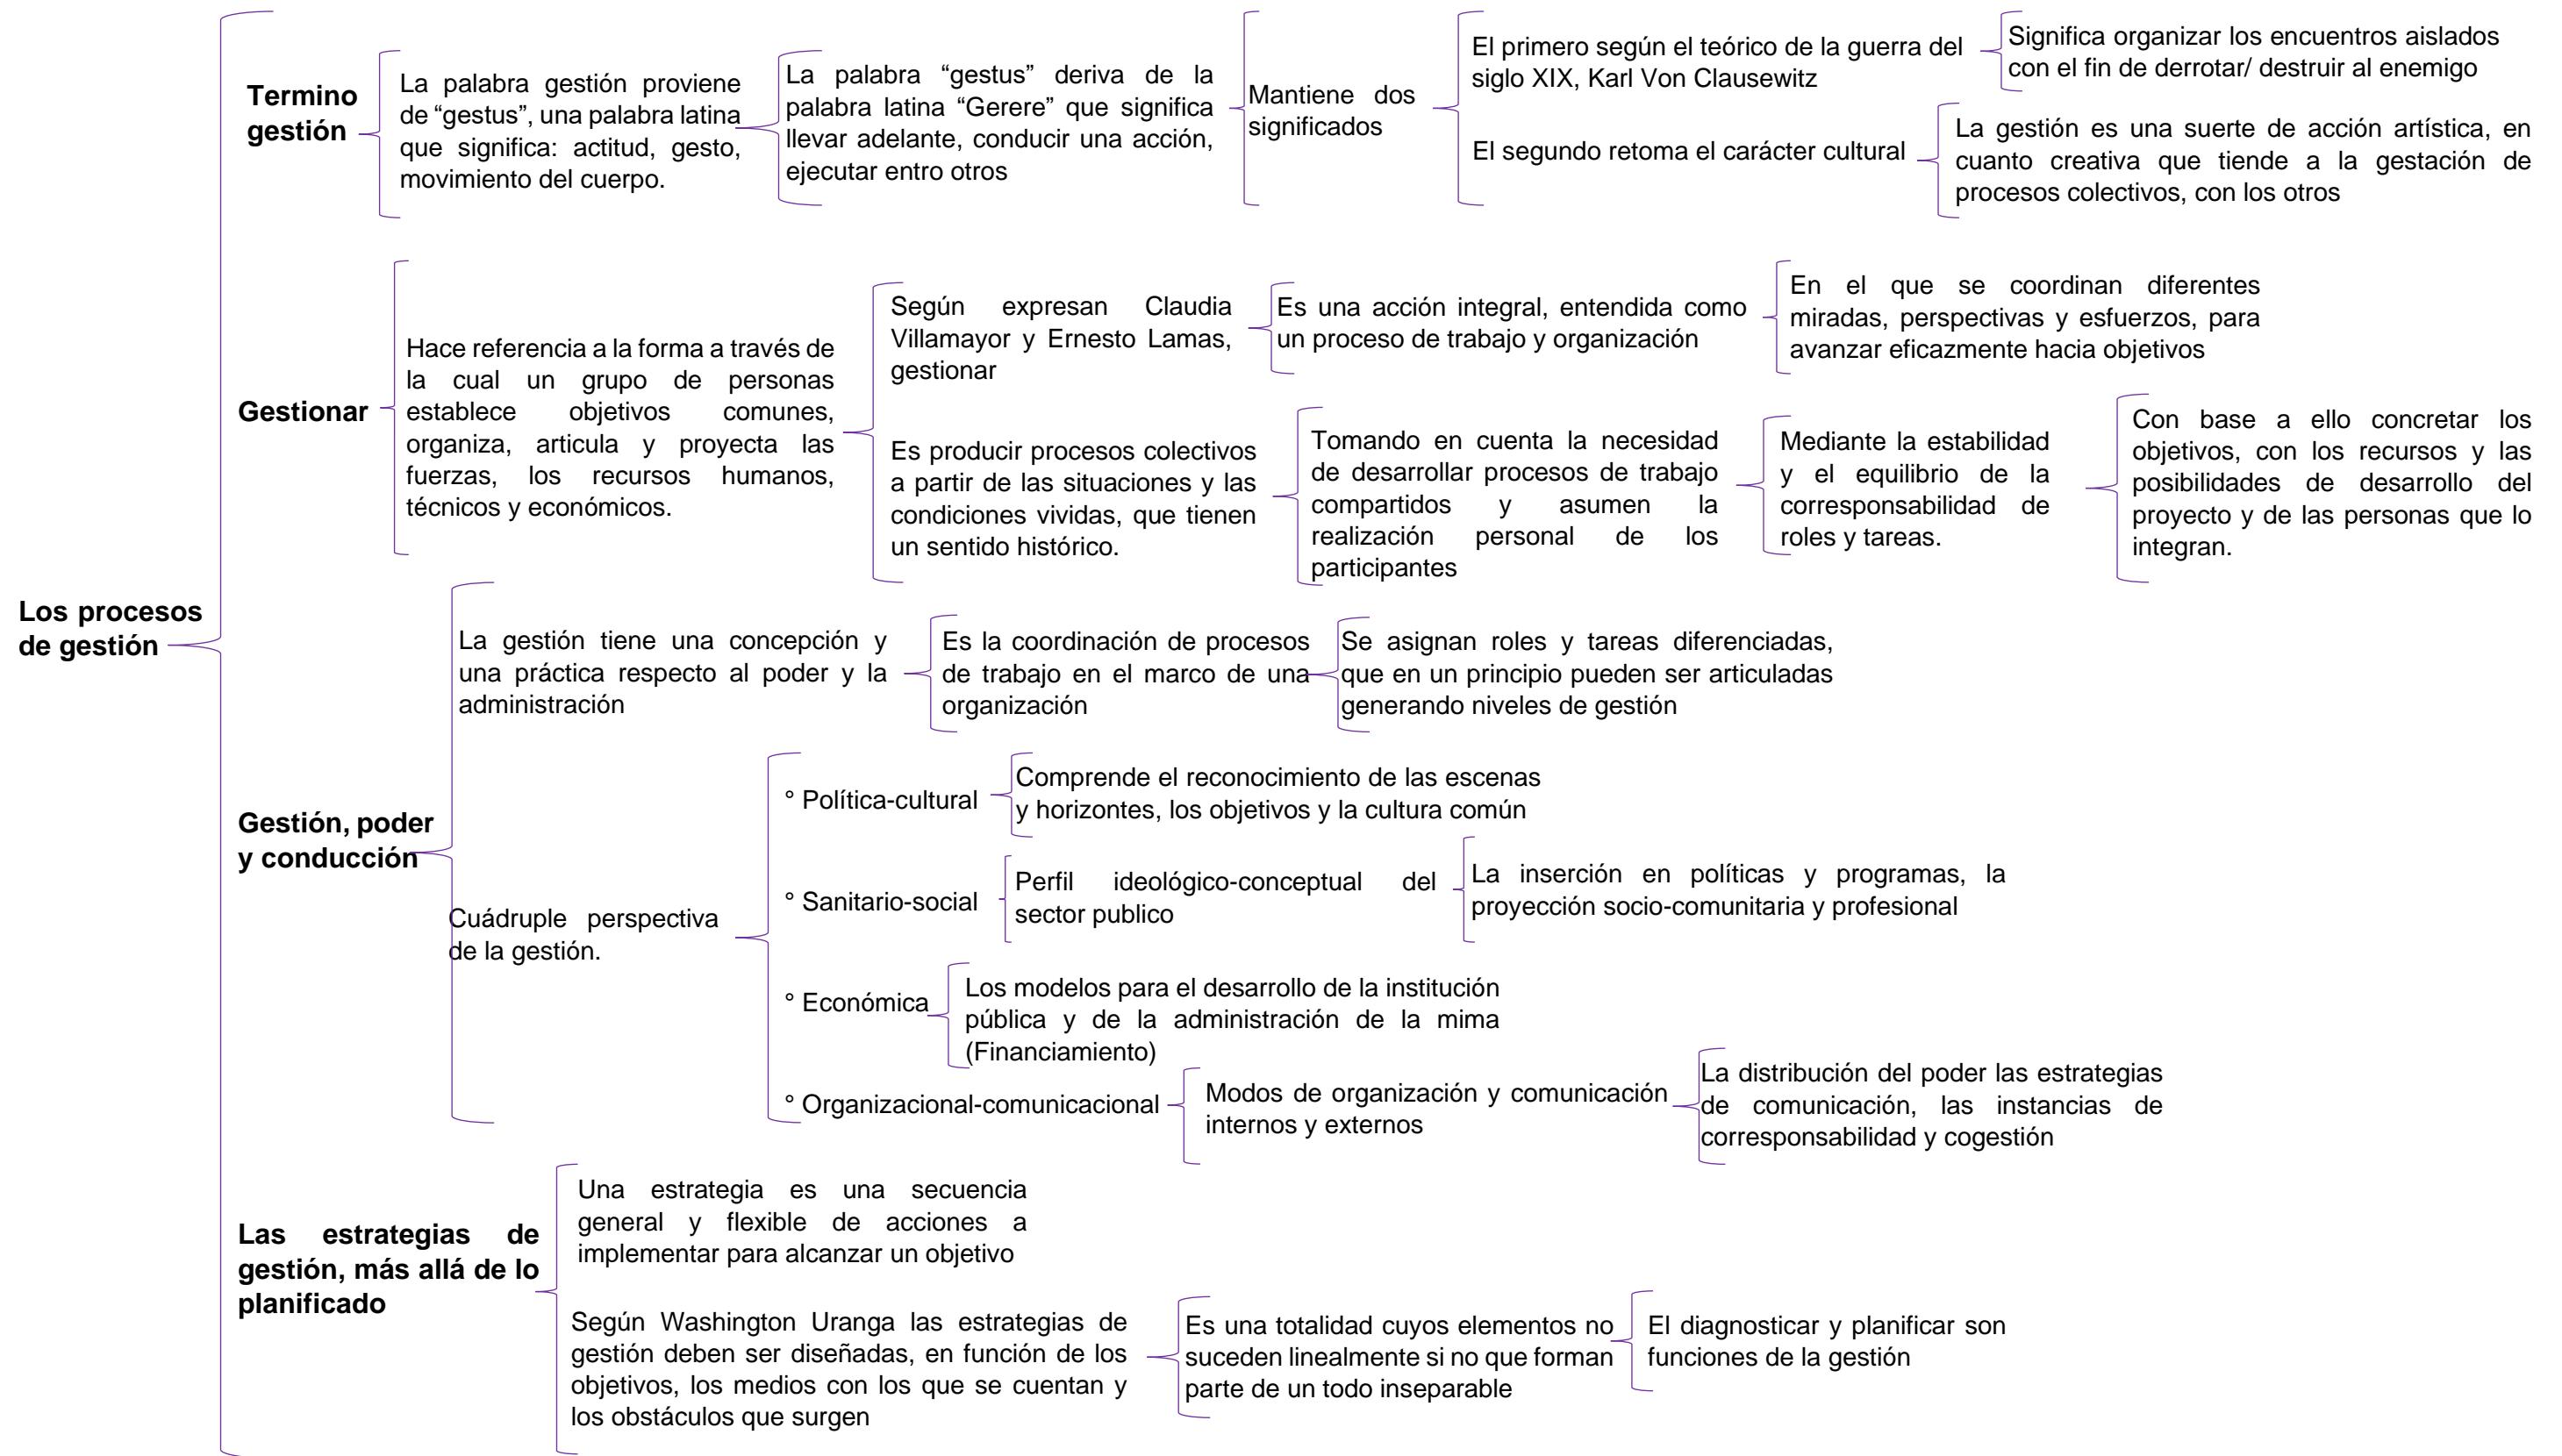 Los procesos
de gestión
Termino
gestión
La palabra gestión proviene
de “gestus”, una palabra latina
que significa: actitud, gesto,
movimiento del cuerpo.
La palabra “gestus” deriva de la
palabra latina “Gerere” que significa
llevar adelante, conducir una acción,
ejecutar entro otros
Mantiene dos
significados
El primero según el teórico de la guerra del
siglo XIX, Karl Von Clausewitz
Significa organizar los encuentros aislados
con el fin de derrotar/ destruir al enemigo
El segundo retoma el carácter cultural
La gestión es una suerte de acción artística, en
cuanto creativa que tiende a la gestación de
procesos colectivos, con los otros
Gestionar
Hace referencia a la forma a través de
la cual un grupo de personas
establece objetivos comunes,
organiza, articula y proyecta las
fuerzas, los recursos humanos,
técnicos y económicos.
Según expresan Claudia
Villamayor y Ernesto Lamas,
gestionar
Es una acción integral, entendida como
un proceso de trabajo y organización
En el que se coordinan diferentes
miradas, perspectivas y esfuerzos, para
avanzar eficazmente hacia objetivos
Es producir procesos colectivos
a partir de las situaciones y las
condiciones vividas, que tienen
un sentido histórico.
Tomando en cuenta la necesidad
de desarrollar procesos de trabajo
compartidos y asumen la
realización personal de los
participantes
Mediante la estabilidad
y el equilibrio de la
corresponsabilidad de
roles y tareas.
Con base a ello concretar los
objetivos, con los recursos y las
posibilidades de desarrollo del
proyecto y de las personas que lo
integran.
Gestión, poder
y conducción
La gestión tiene una concepción y
una práctica respecto al poder y la
administración
Es la coordinación de procesos
de trabajo en el marco de una
organización
Se asignan roles y tareas diferenciadas,
que en un principio pueden ser articuladas
generando niveles de gestión
Cuádruple perspectiva
de la gestión.
° Política-cultural
Comprende el reconocimiento de las escenas
y horizontes, los objetivos y la cultura común
° Sanitario-social
Perfil ideológico-conceptual del
sector publico
La inserción en políticas y programas, la
proyección socio-comunitaria y profesional
° Económica
Los modelos para el desarrollo de la institución
pública y de la administración de la mima
(Financiamiento)
° Organizacional-comunicacional
Modos de organización y comunicación
internos y externos
La distribución del poder las estrategias
de comunicación, las instancias de
corresponsabilidad y cogestión
Las estrategias de
gestión, más allá de lo
planificado
Una estrategia es una secuencia
general y flexible de acciones a
implementar para alcanzar un objetivo
Según Washington Uranga las estrategias de
gestión deben ser diseñadas, en función de los
objetivos, los medios con los que se cuentan y
los obstáculos que surgen
Es una totalidad cuyos elementos no
suceden linealmente si no que forman
parte de un todo inseparable
El diagnosticar y planificar son
funciones de la gestión